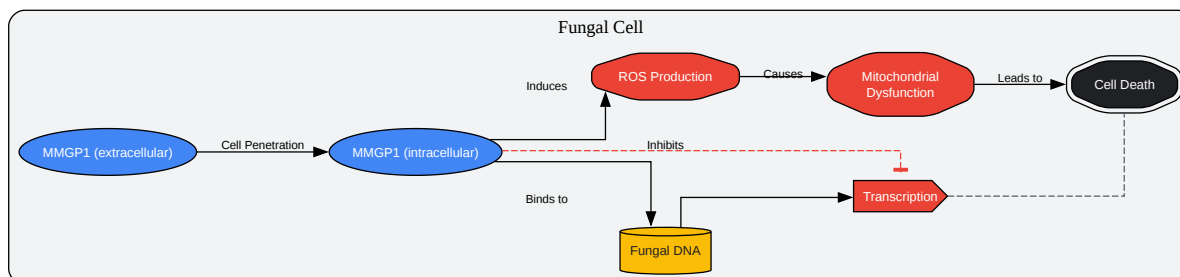 Fungal Cell
ROS Production
Causes
Mitochondrial
Dysfunction
Leads to
Cell Death
Induces
MMGP1 (extracellular)
Cell Penetration
MMGP1 (intracellular)
Inhibits
Binds to
Transcription
Fungal DNA